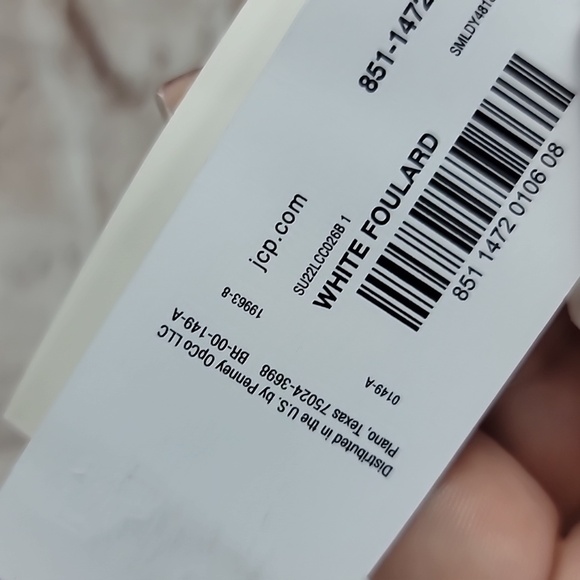 851-1472
SMLDY481
WHITE FOULARD
SU22LCC026B 1
jcp.com
19963-8
851 1472 0106 08
0149-A
Distributed in the U.S. by Penney OpCo LLC
Plano, Texas 75024-3698 BR-00-149-A